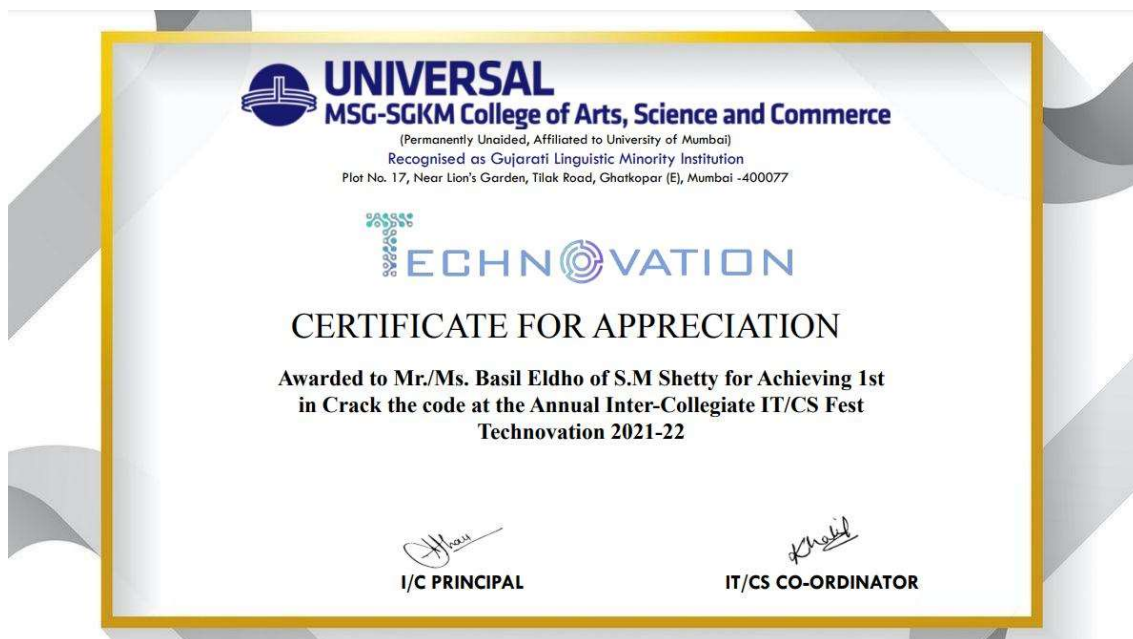 UNIVERSAL
MSG-SGKM College of Arts, Science and Commerce
(Permanently Unaided, Affiliated to University of Mumbai)
Recognised as Gujarati Linguistic Minority Institution
Plot No. 17, Near Lion's Garden, Tilak Road, Ghatkopar (E), Mumbai -400077
TECHNOVATION
CERTIFICATE FOR APPRECIATION
Awarded to Mr./Ms. Basil Eldho of S.M Shetty for Achieving 1st
in Crack the code at the Annual Inter-Collegiate IT/CS Fest
Technovation 2021-22
I/C PRINCIPAL
IT/CS CO-ORDINATOR